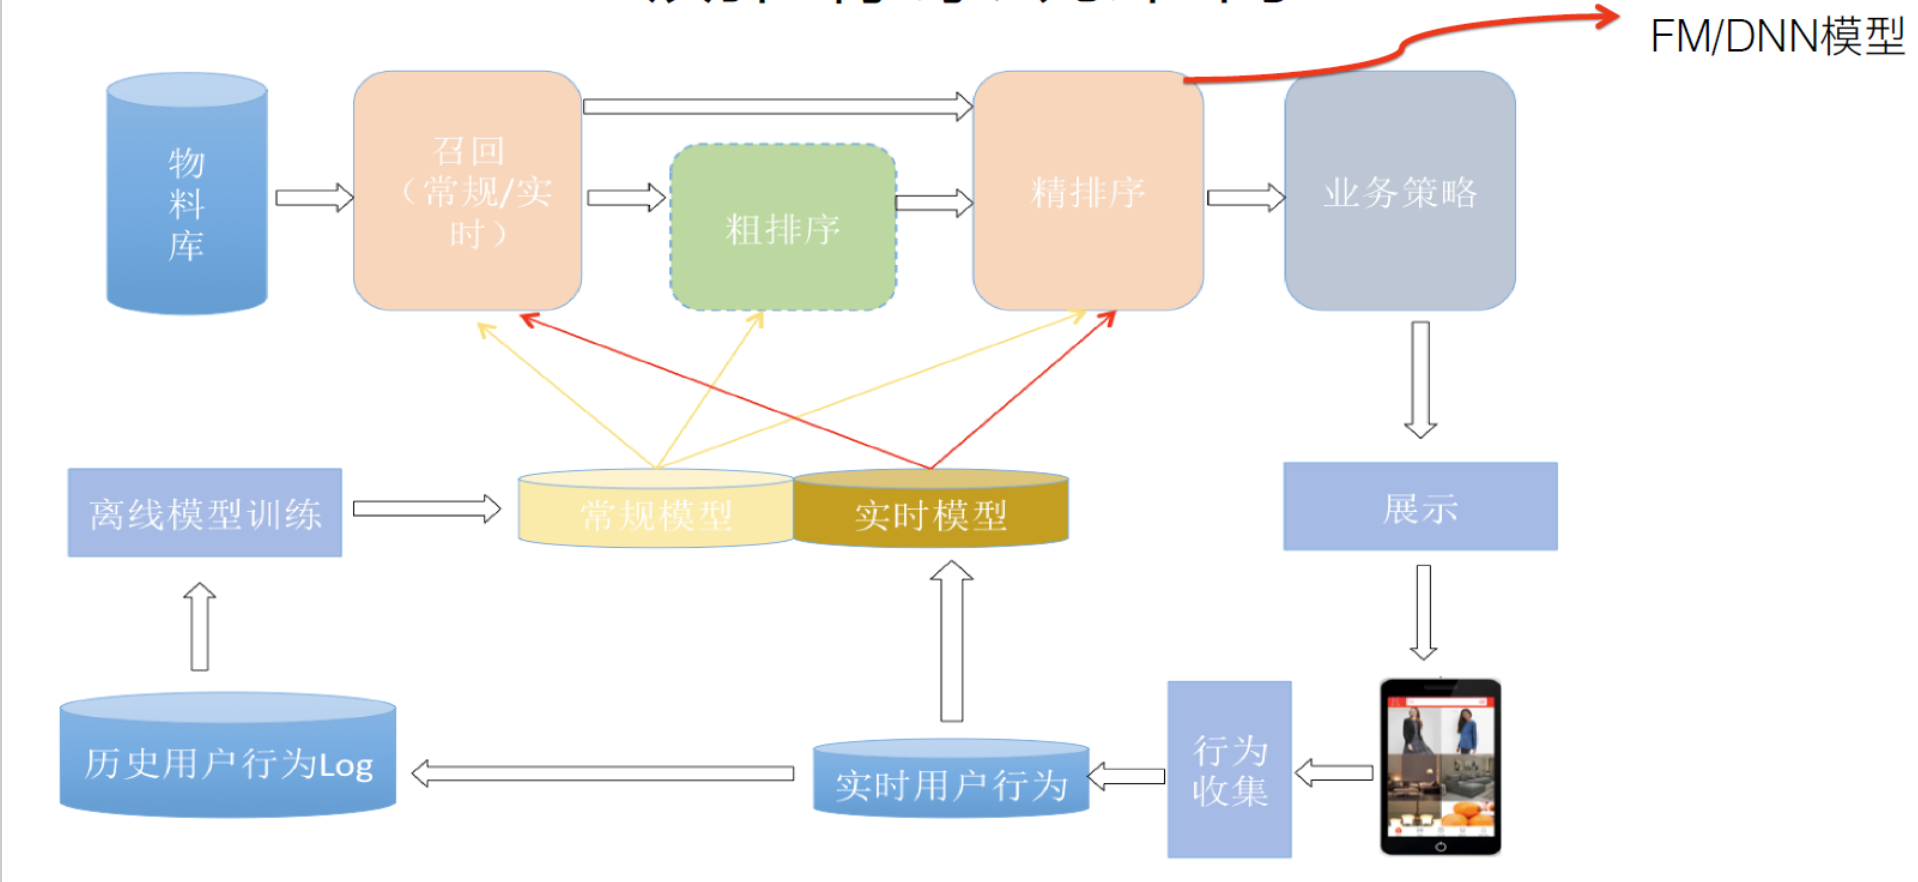 FM/DNN模型
物
料
库
召回
（常规/实
时）
粗排序
精排序
业务策略
离线模型训练
常规模型
实时模型
展示
历史用户行为Log
实时用户行为
行为
收集